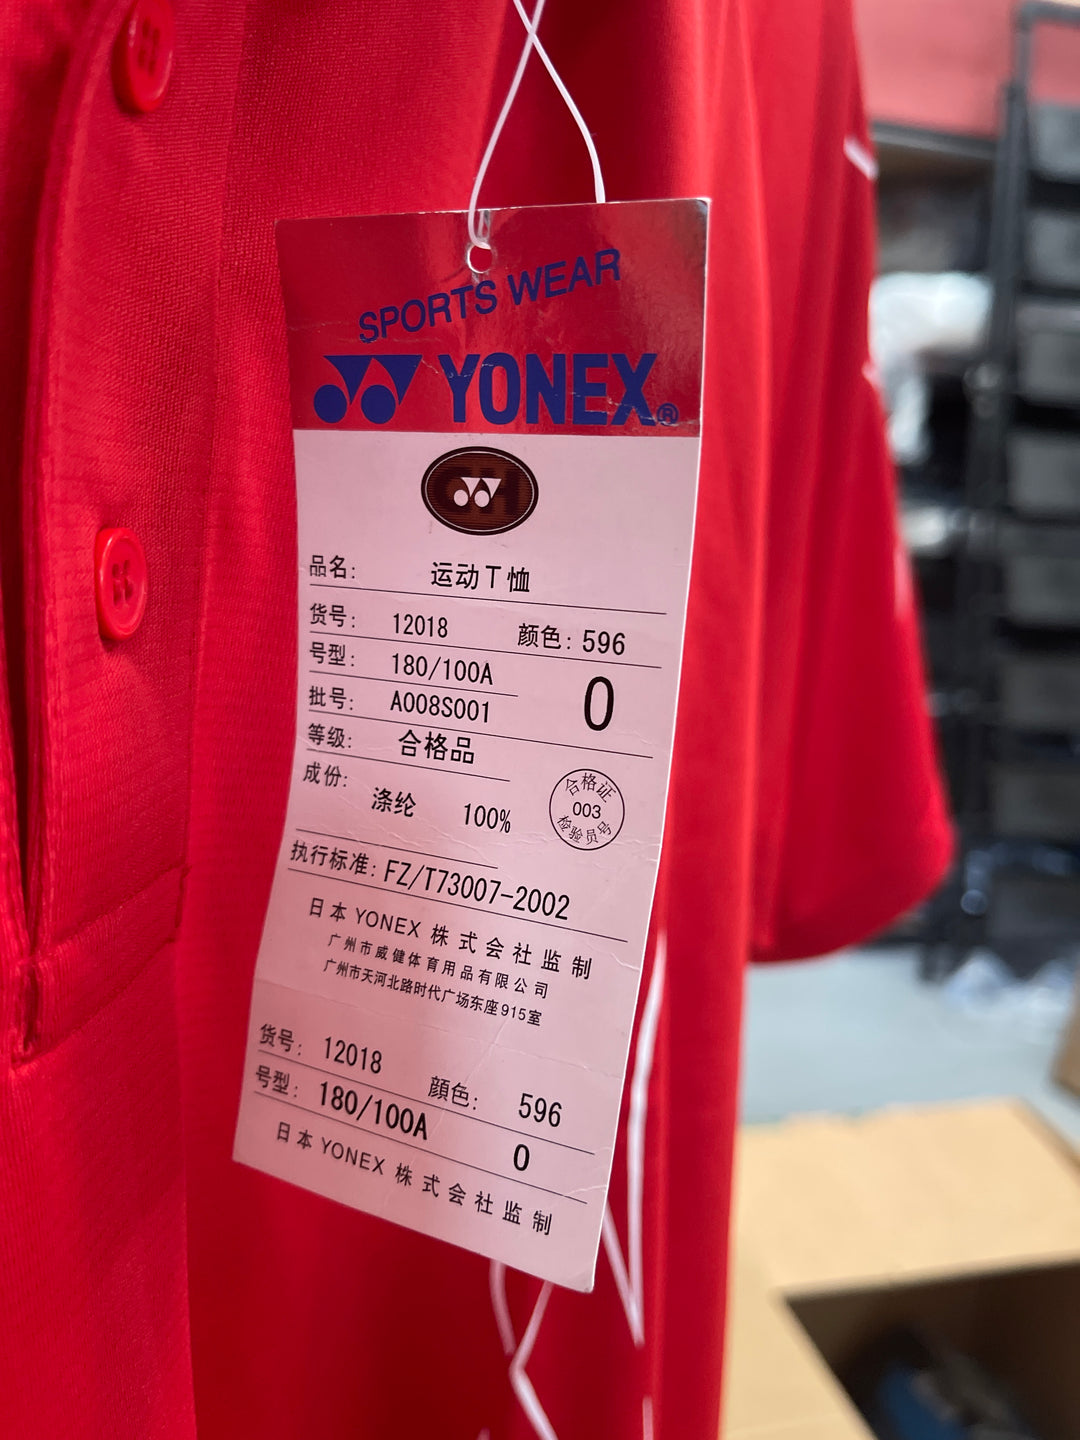 SPORTS WEAR
YONEX®
品名: 运动T恤
货号: 12018 颜色: 596
号型: 180/100A 0
批号: A008S001
等级: 合格品
成份: 涤纶 100%
合格证
003
检验员号
执行标准: FZ/T73007-2002
日本 YONEX 株式会社监制
广州市威健体育用品有限公司
广州市天河北路时代广场东座915室
货号: 12018 顔色: 596
号型: 180/100A 0
日本 YONEX 株式会社监制